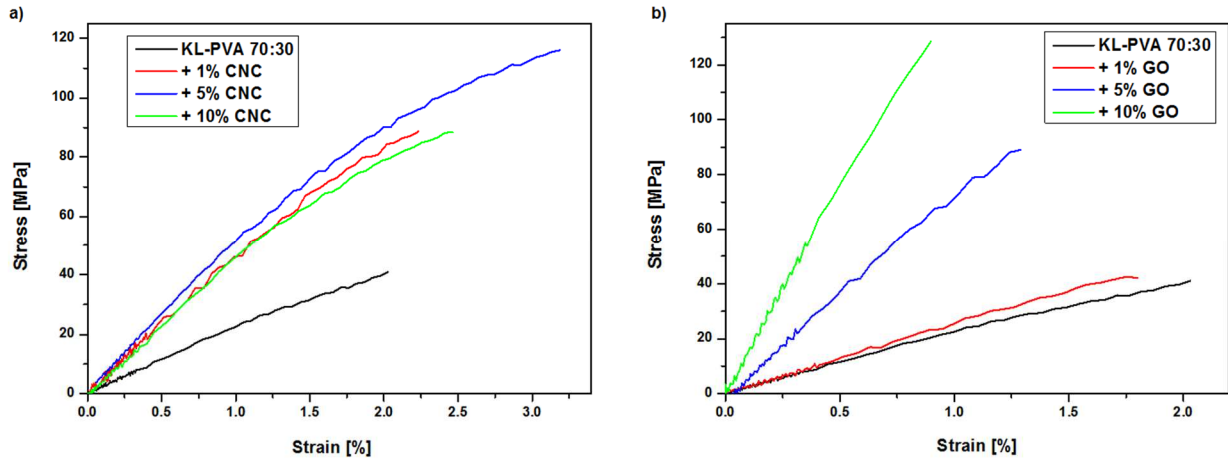 a)
120
100
80
60
40
20
0
Stress [MPa]
KL-PVA 70:30
+ 1% CNC
+ 5% CNC
+ 10% CNC
0.0 0.5 1.0 1.5 2.0 2.5 3.0
Strain [%]
b)
120
100
80
60
40
20
0
Stress [MPa]
KL-PVA 70:30
+ 1% GO
+ 5% GO
+ 10% GO
0.0 0.5 1.0 1.5 2.0
Strain [%]